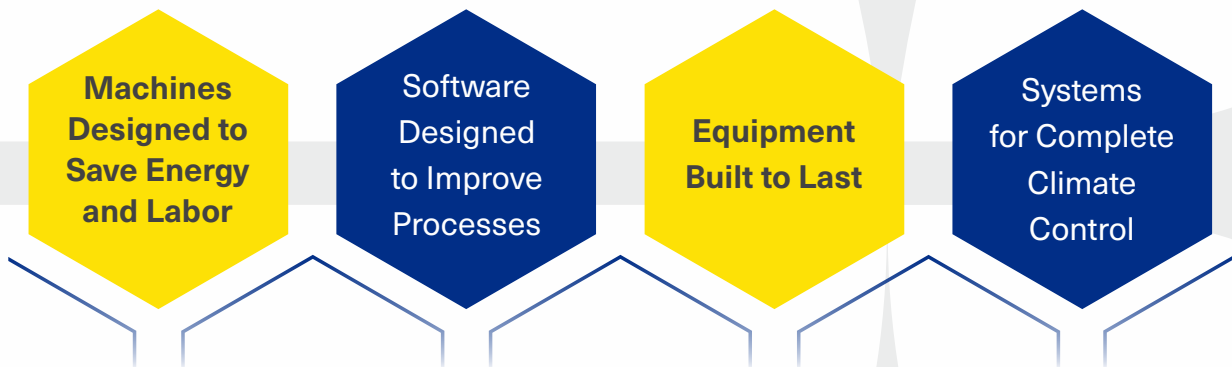 Machines
Designed to
Save Energy
and Labor
Software
Designed
to Improve
Processes
Equipment
Built to Last
Systems
for Complete
Climate
Control